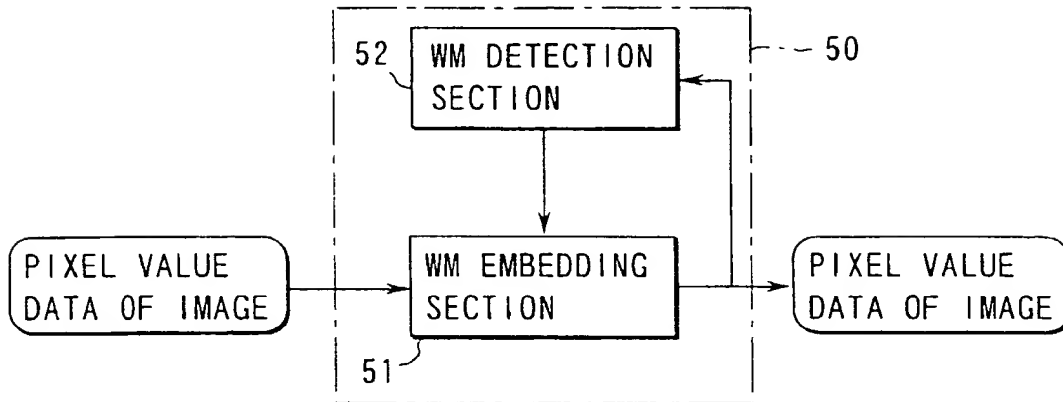 52
WM DETECTION
SECTION
50
PIXEL VALUE
DATA OF IMAGE
WM EMBEDDING
SECTION
PIXEL VALUE
DATA OF IMAGE
51